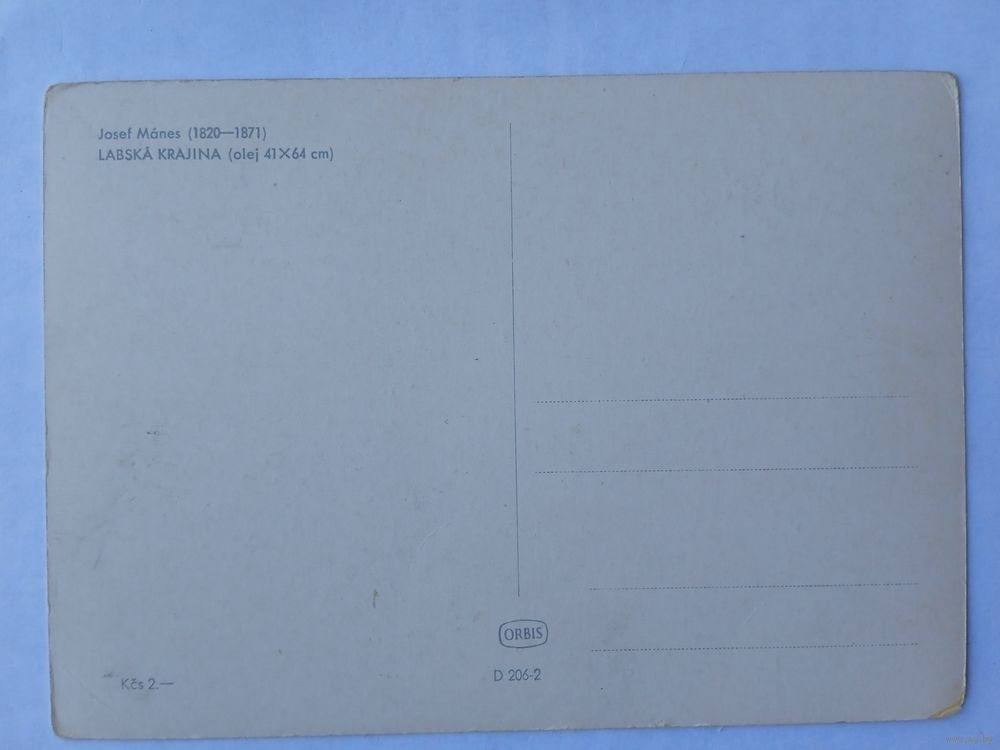 Josef Mánes (1820—1871)
LABSKÁ KRAJINA (olej 41×64 cm)
ORBIS
D 206-2
Kčs 2.—